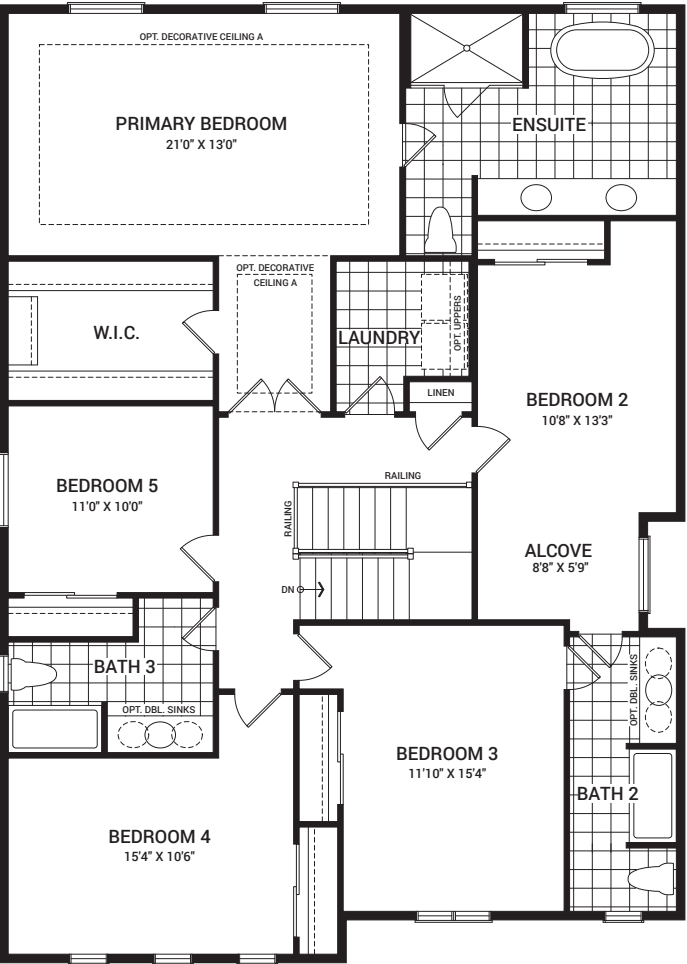 OPT. DECORATIVE CEILING A
PRIMARY BEDROOM
21'0" X 13'0"
ENSUITE
OPT. DECORATIVE
CEILING A
W.I.C.
LAUNDRY
OPT. UPPERS
LINEN
BEDROOM 2
10'8" X 13'3"
BEDROOM 5
11'0" X 10'0"
RAILING
RAILING
ALCOVE
8'8" X 5'9"
DN
BATH 3
OPT. DBL. SINKS
OPT. DBL. SINKS
BEDROOM 3
11'10" X 15'4"
BATH 2
BEDROOM 4
15'4" X 10'6"